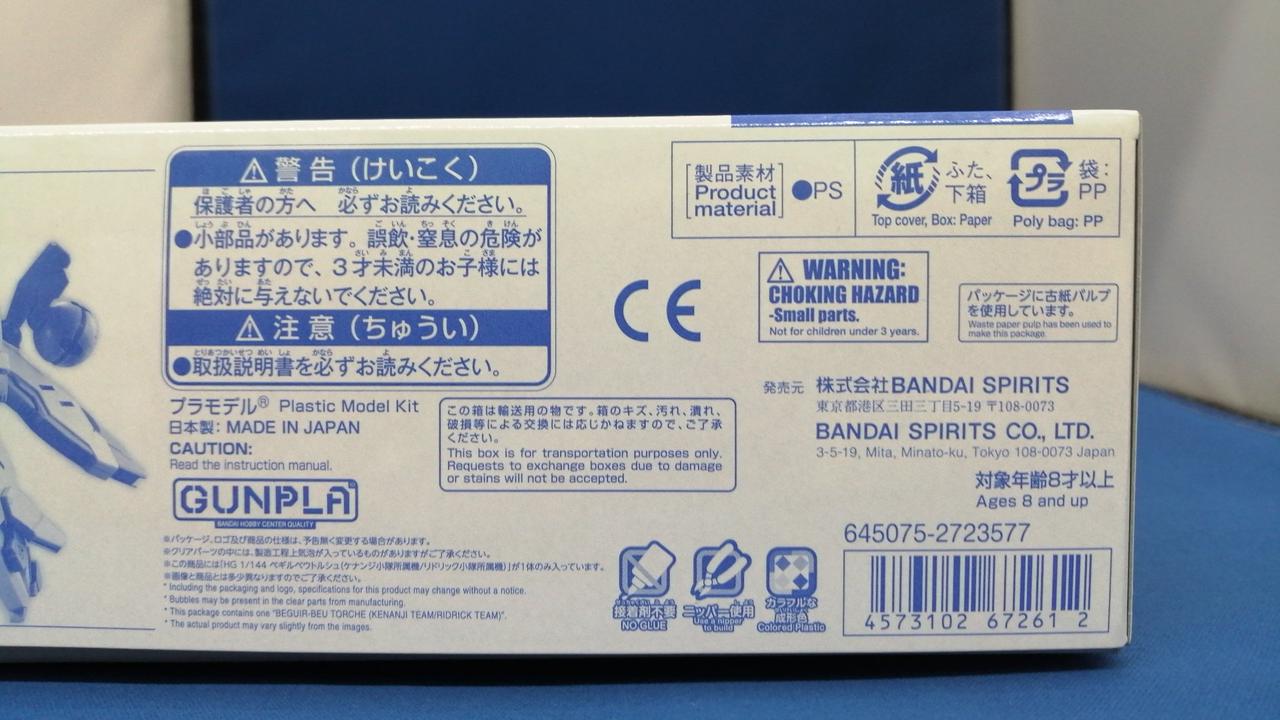 ⚠警告（けいこく）
保護者の方へ 必ずお読みください。
●小部品があります。誤飲・窒息の危険が
ありますので、3才未満のお子様には
絶対に与えないでください。
⚠注意（ちゅうい）
●取扱説明書を必ずお読みください。
プラモデル® Plastic Model Kit
日本製：MADE IN JAPAN
CAUTION:
Read the instruction manual.
GUNPLA
BANDAI HOBBY CENTER QUALITY
この箱は輸送用の物です。箱のキズ、汚れ、潰れ、
破損等による交換には応じかねますので、ご了承
ください。
This box is for transportation purposes only.
Requests to exchange boxes due to damage
or stains will not be accepted.
※パッケージ、ロゴ及び商品の仕様は、予告無く変更する場合があります。
※クリアパーツの中には、製造工程上気泡が入っているものがありますがご了承ください。
※この商品には「HG 1/144 ベギルペウトルシュ(ケナンジ小隊所属機/リドリック小隊所属機)」が1体のみ入っています。
※画像と商品とは多少異なりますのでご了承ください。
* Including the packaging and logo, specifications for this product may change without a notice.
* Bubbles may be present in the clear parts from manufacturing.
* This package contains one "BEGUIR-BEU TORCHE (KENANJI TEAM/RIDRICK TEAM)".
* The actual product may vary slightly from the images.
[製品素材
Product
material] ●PS
紙 ふた、
下箱
Top cover, Box: Paper
プラ 袋：
PP
Poly bag: PP
CE
⚠ WARNING:
CHOKING HAZARD
-Small parts.
Not for children under 3 years.
パッケージに古紙パルプ
を使用しています。
Waste paper pulp has been used to
make this package.
発売元 株式会社BANDAI SPIRITS
東京都港区三田三丁目5-19 〒108-0073
BANDAI SPIRITS CO., LTD.
3-5-19, Mita, Minato-ku, Tokyo 108-0073 Japan
対象年齢8才以上
Ages 8 and up
645075-2723577
接着剤不要
NO GLUE
ニッパー使用
Use a nipper
to build
カラフルな
成形色
Colored Plastic
4573102 67261 2